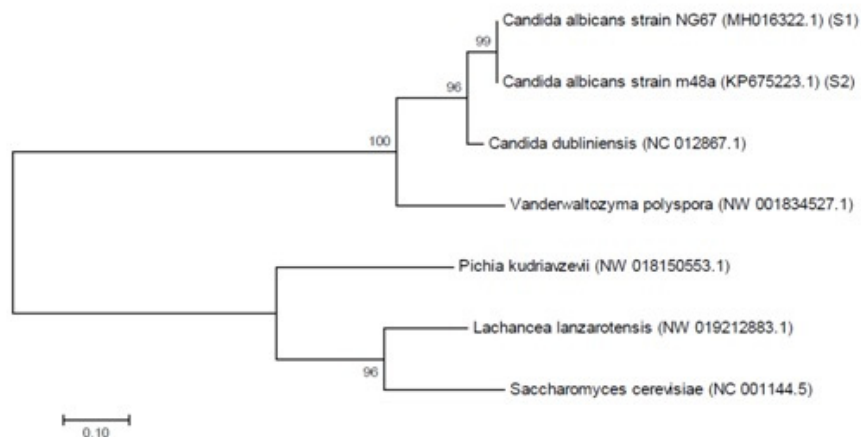 Candida albicans strain NG67 (MH016322.1) (S1)
99
Candida albicans strain m48a (KP675223.1) (S2)
96
Candida dubliniensis (NC 012867.1)
100
Vanderwaltozyma polyspora (NW 001834527.1)
Pichia kudriavzevii (NW 018150553.1)
Lachancea lanzarotensis (NW 019212883.1)
96
Saccharomyces cerevisiae (NC 001144.5)
0.10